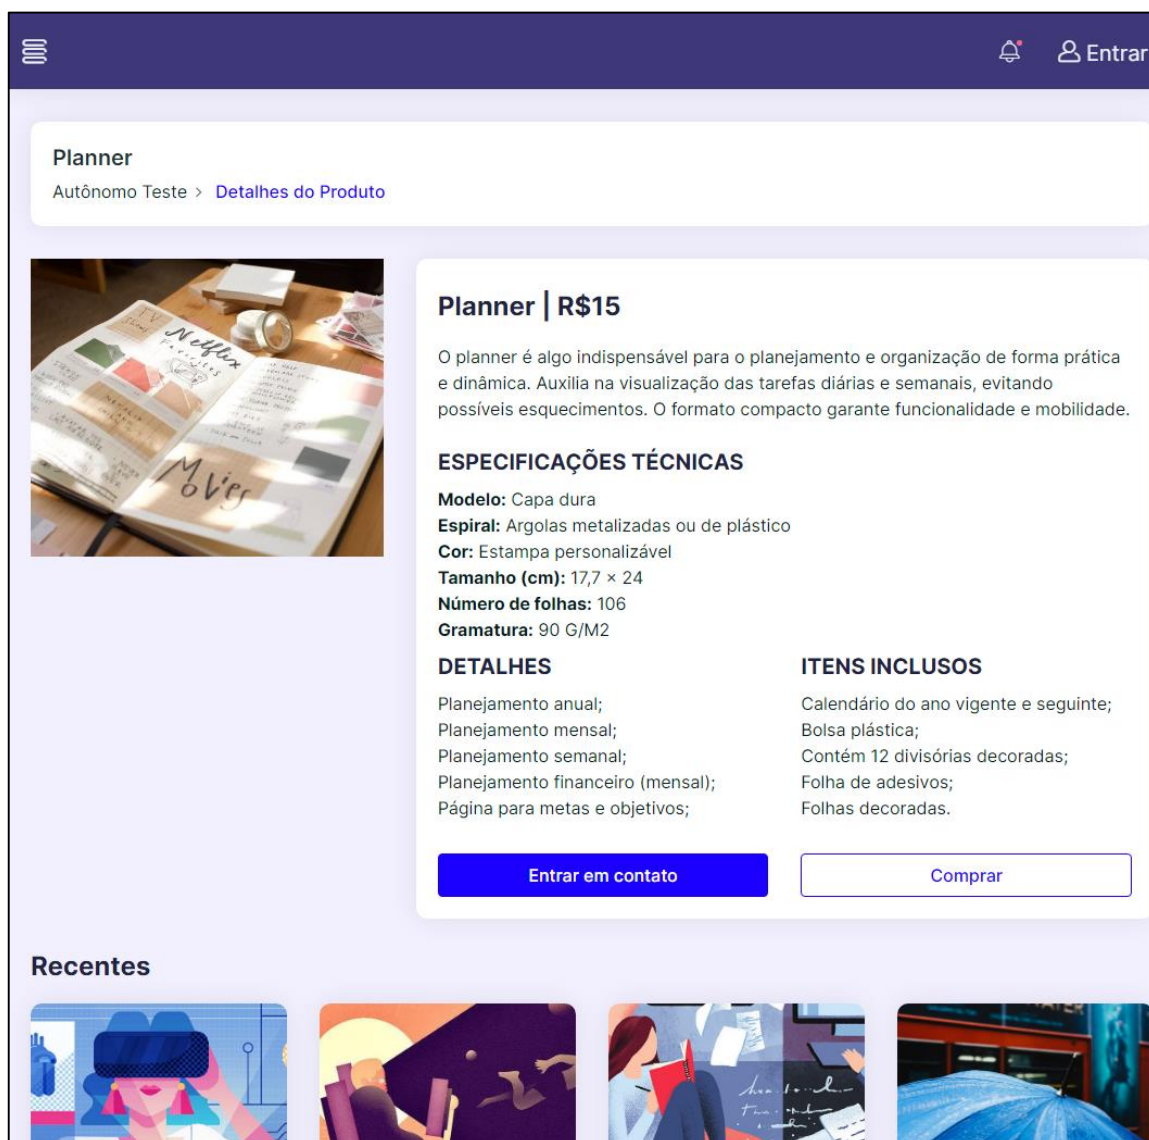 Entrar
Planner
Autônomo Teste > Detalhes do Produto
Netflix
Favorites
Movies
Planner | R$15
O planner é algo indispensável para o planejamento e organização de forma prática
e dinâmica. Auxilia na visualização das tarefas diárias e semanais, evitando
possíveis esquecimentos. O formato compacto garante funcionalidade e mobilidade.
ESPECIFICAÇÕES TÉCNICAS
Modelo: Capa dura
Espiral: Argolas metalizadas ou de plástico
Cor: Estampa personalizável
Tamanho (cm): 17,7 × 24
Número de folhas: 106
Gramatura: 90 G/M2
DETALHES
Planejamento anual;
Planejamento mensal;
Planejamento semanal;
Planejamento financeiro (mensal);
Página para metas e objetivos;
ITENS INCLUSOS
Calendário do ano vigente e seguinte;
Bolsa plástica;
Contém 12 divisórias decoradas;
Folha de adesivos;
Folhas decoradas.
Entrar em contato
Comprar
Recentes